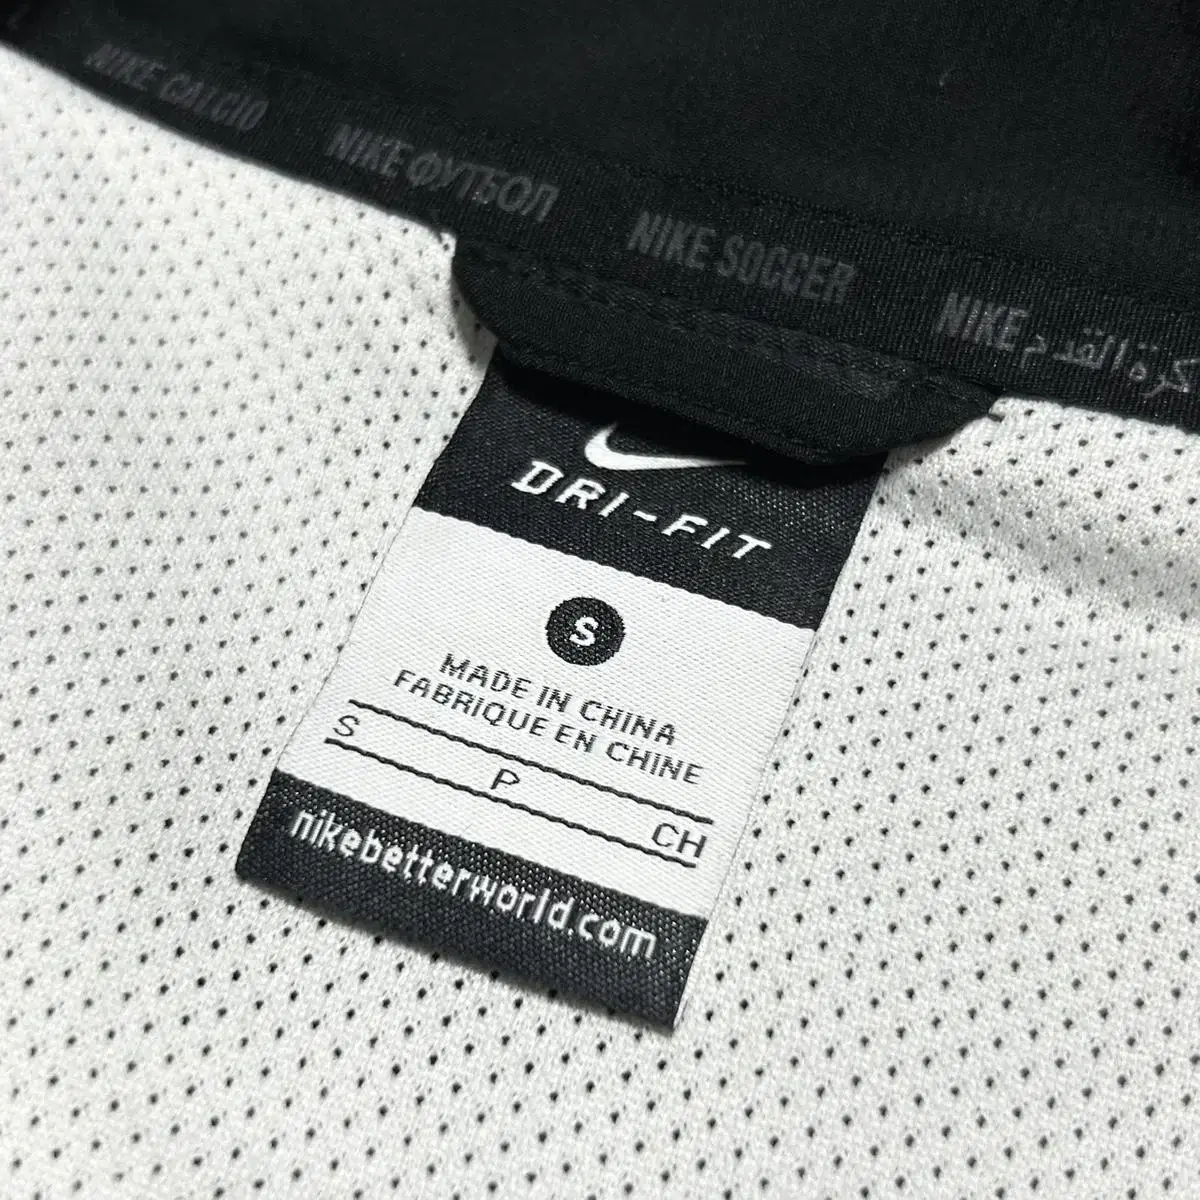 NIKE CALCIO
NIKE ФУТБОЛ
NIKE SOCCER
NIKE كرة القدم
DRI-FIT
S
MADE IN CHINA
FABRIQUE EN CHINE
S P CH
nikebetterworld.com